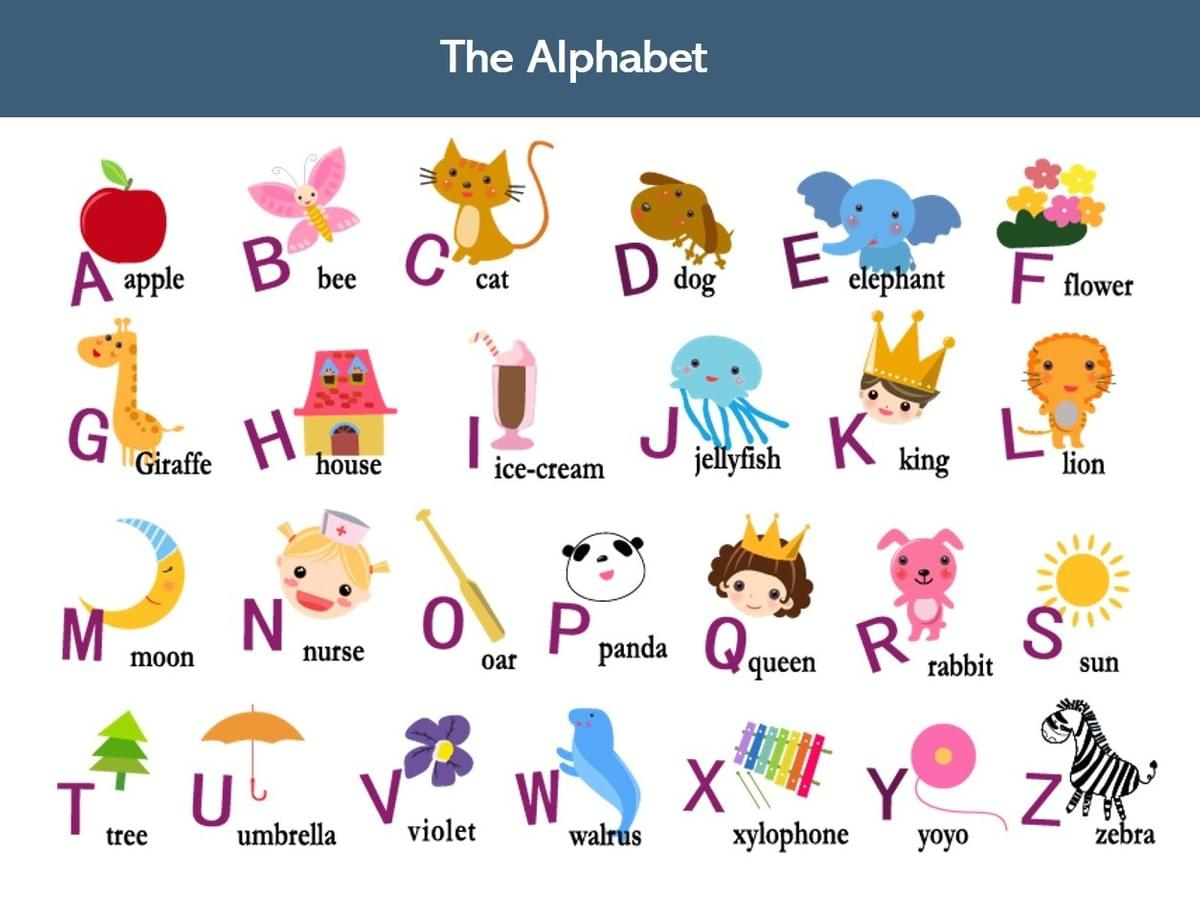 The Alphabet
A apple B bee C cat D dog E elephant F flower
G Giraffe H house I ice-cream J jellyfish K king L lion
M moon N nurse O oar P panda Q queen R rabbit S sun
T tree U umbrella V violet W walrus X xylophone Y yoyo Z zebra